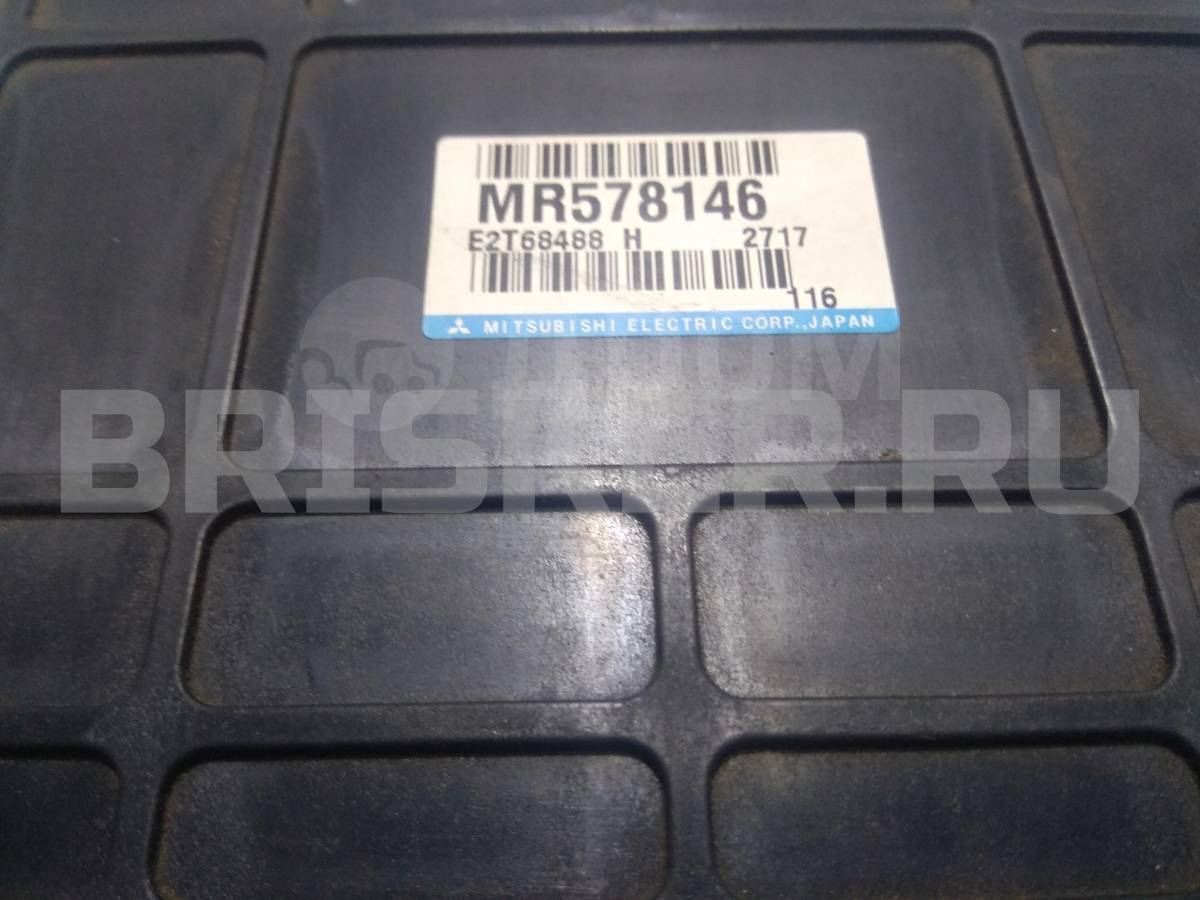 MR578146
E2T68488 H 2717
116
MITSUBISHI ELECTRIC CORP.,JAPAN
BRISKER.RU